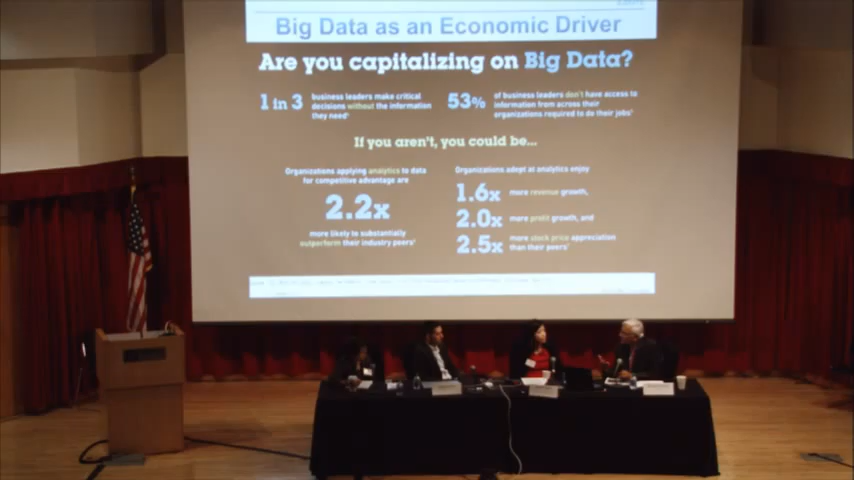 Big Data as an Economic Driver
Are you capitalizing on Big Data?
1 in 3
business leaders make critical
decisions without the information
they need
53%
of business leaders don't have access to
information from across their
organizations required to do their jobs
If you aren't, you could be...
Organizations applying analytics to data
for competitive advantage are
2.2x
more likely to substantially
outperform their industry peers
Organizations adept at analytics enjoy
1.6x more revenue growth,
2.0x more profit growth, and
2.5x more stock price appreciation
than their peers